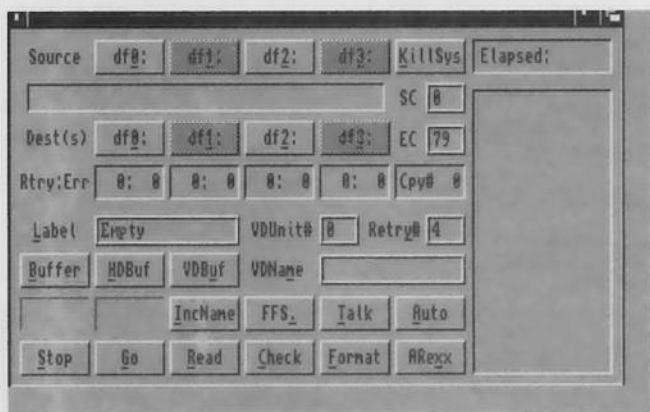 Source df0: df1: df2: df3: KillSys Elapsed:
SC 0
Dest(s) df0: df1: df2: df3: EC 79
Rtry:Err 0: 0 0: 0 0: 0 0: 0 Cpy# 0
Label Empty VDUnit# 0 Retry# 4
Buffer HDBuf VDBuf VDName
IncName FFS. Talk Auto
Stop Go Read Check Format ARexx